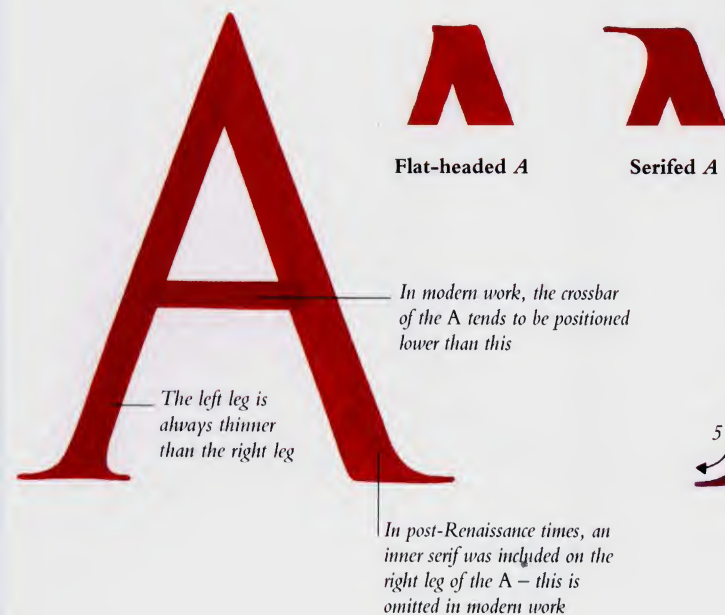 A
Flat-headed A
Serifed A
In modern work, the crossbar
of the A tends to be positioned
lower than this
The left leg is
always thinner
than the right leg
5
In post-Renaissance times, an
inner serif was included on the
right leg of the A – this is
omitted in modern work